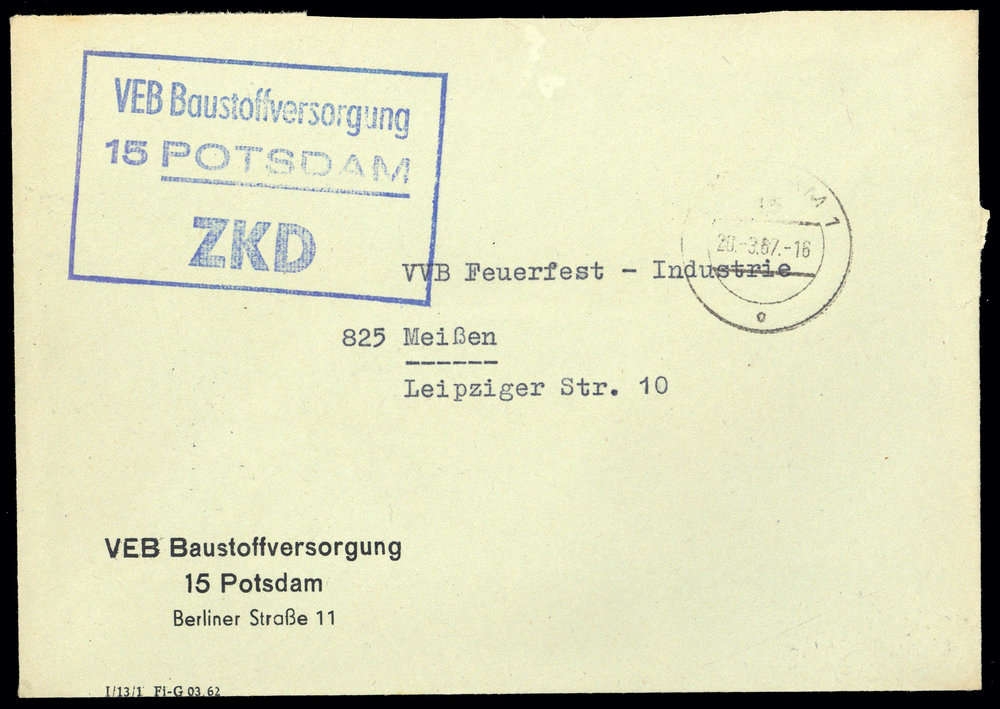 VEB Baustoffversorgung
15 POTSDAM
ZKD
15
20.-3.67.-16
VVB Feuerfest - Industrie
825 Meißen
Leipziger Str. 10
VEB Baustoffversorgung
15 Potsdam
Berliner Straße 11
I/13/1 Fi-G 03.62